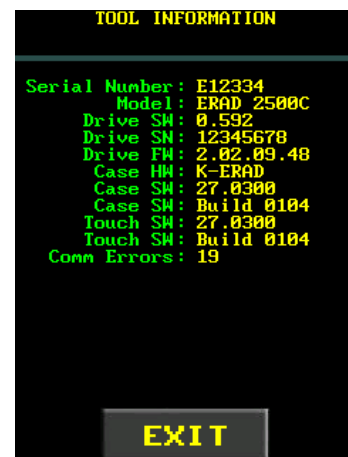 TOOL INFORMATION
Serial Number: E12334
Model: ERAD 2500C
Drive SW: 0.592
Drive SN: 12345678
Drive FW: 2.02.09.48
Case HW: K-ERAD
Case SW: 27.0300
Case SW: Build 0104
Touch SW: 27.0300
Touch SW: Build 0104
Comm Errors: 19
EXIT